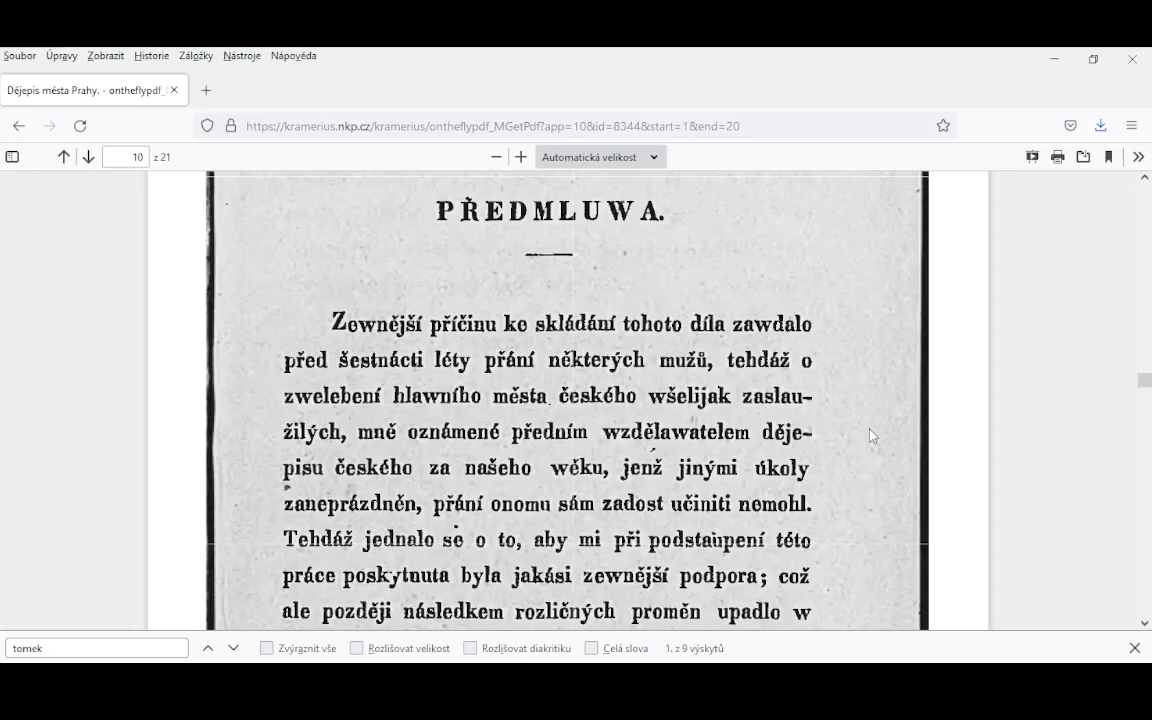 Soubor Úpravy Zobrazit Historie Záložky Nástroje Nápověda
Dějepis města Prahy. - ontheflypdf_
https://kramerius.nkp.cz/kramerius/ontheflypdf_MGetPdf?app=10&id=8344&start=1&end=20
10 z 21 Automatická velikost
PŘEDMLUWA.
Zewnější příčinu ke skládání tohoto díla zawdalo
před šestnácti léty přání některých mužů, tehdáž o
zwelebení hlawního města českého wšelijak zaslau-
žilých, mně oznámené předním wzdělawatelem děje-
pisu českého za našeho wěku, jenž jinými úkoly
zaneprázdněn, přání onomu sám zadost učiniti nemohl.
Tehdáž jednalo se o to, aby mi při podstaupení této
práce poskytnuta byla jakási zewnější podpora; což
ale později následkem rozličných proměn upadlo w
tomek Zvýraznit vše Rozlišovat velikost Rozlišovat diakritiku Celá slova 1. z 9 výskytů